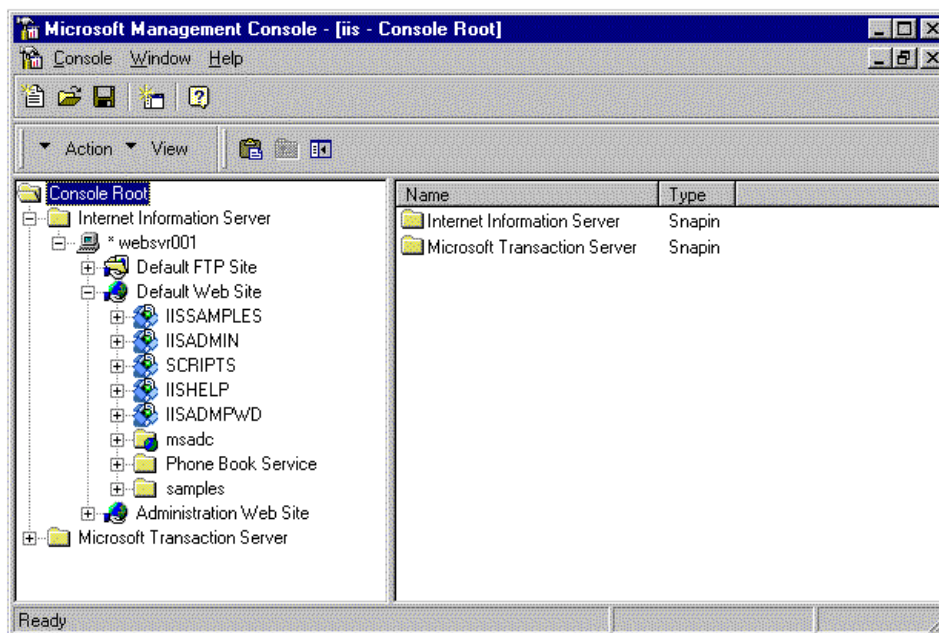 Microsoft Management Console - [iis - Console Root]
Console Window Help
Action View
Console Root
Internet Information Server
* websvr001
Default FTP Site
Default Web Site
IISSAMPLES
IISADMIN
SCRIPTS
IISHELP
IISADMPWD
msadc
Phone Book Service
samples
Administration Web Site
Microsoft Transaction Server
Name Type
Internet Information Server Snapin
Microsoft Transaction Server Snapin
Ready